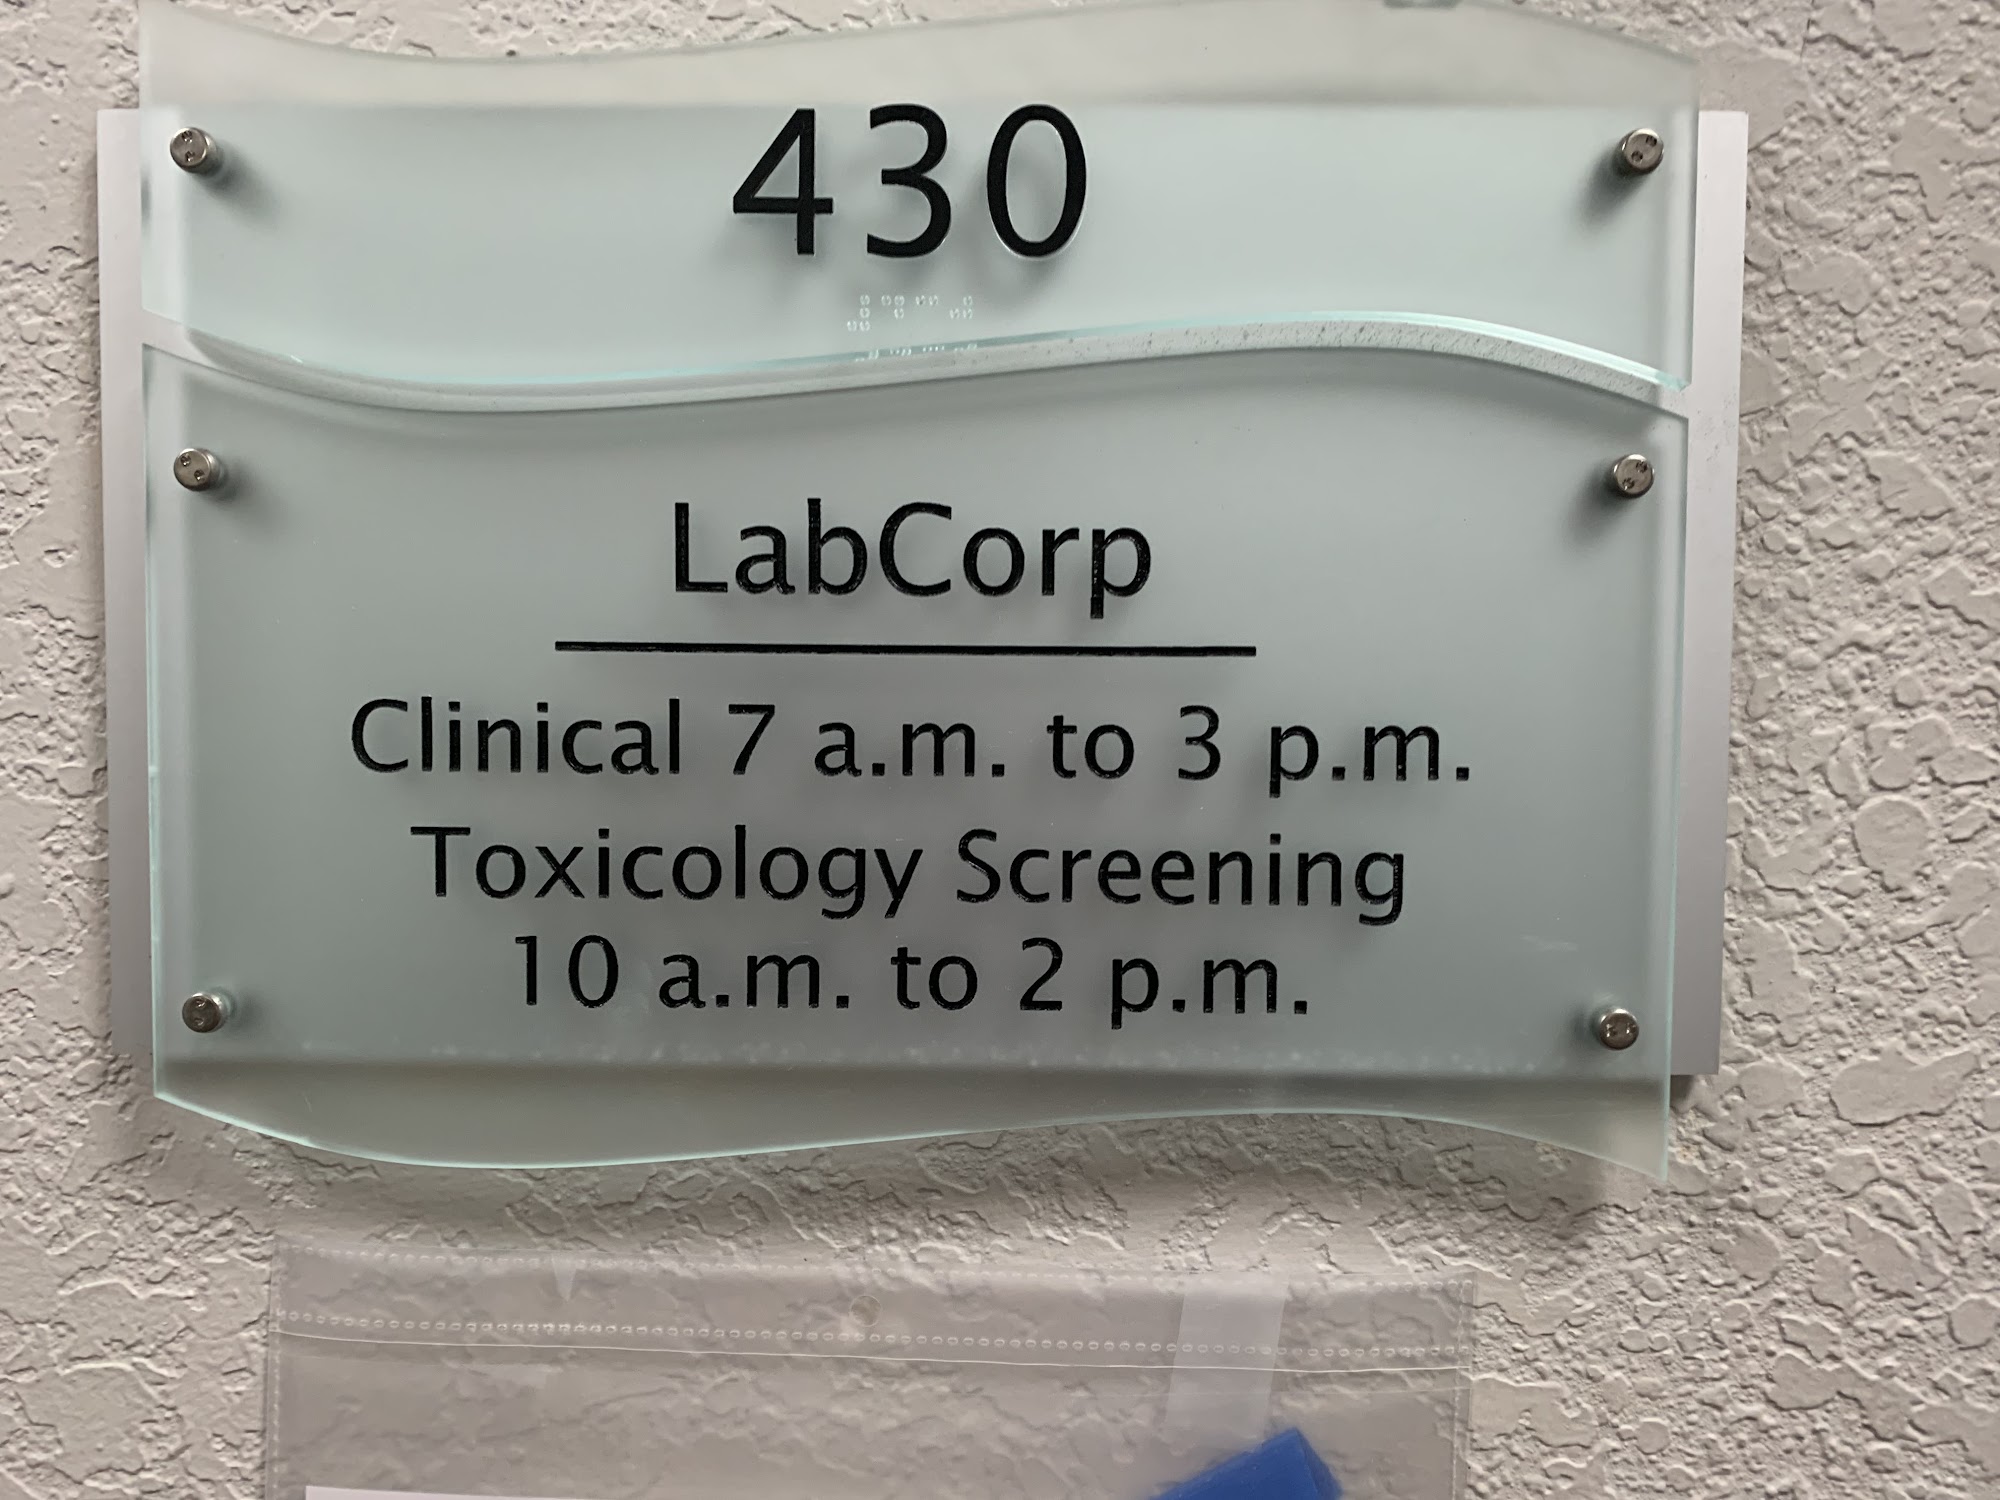 430
LabCorp
Clinical 7 a.m. to 3 p.m.
Toxicology Screening
10 a.m. to 2 p.m.